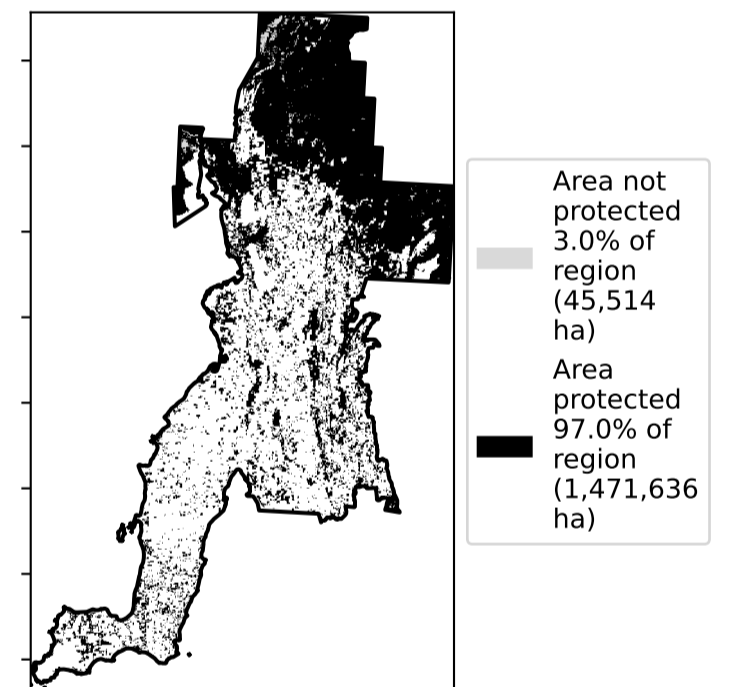 Area not
protected
3.0% of
region
(45,514
ha)
Area
protected
97.0% of
region
(1,471,636
ha)